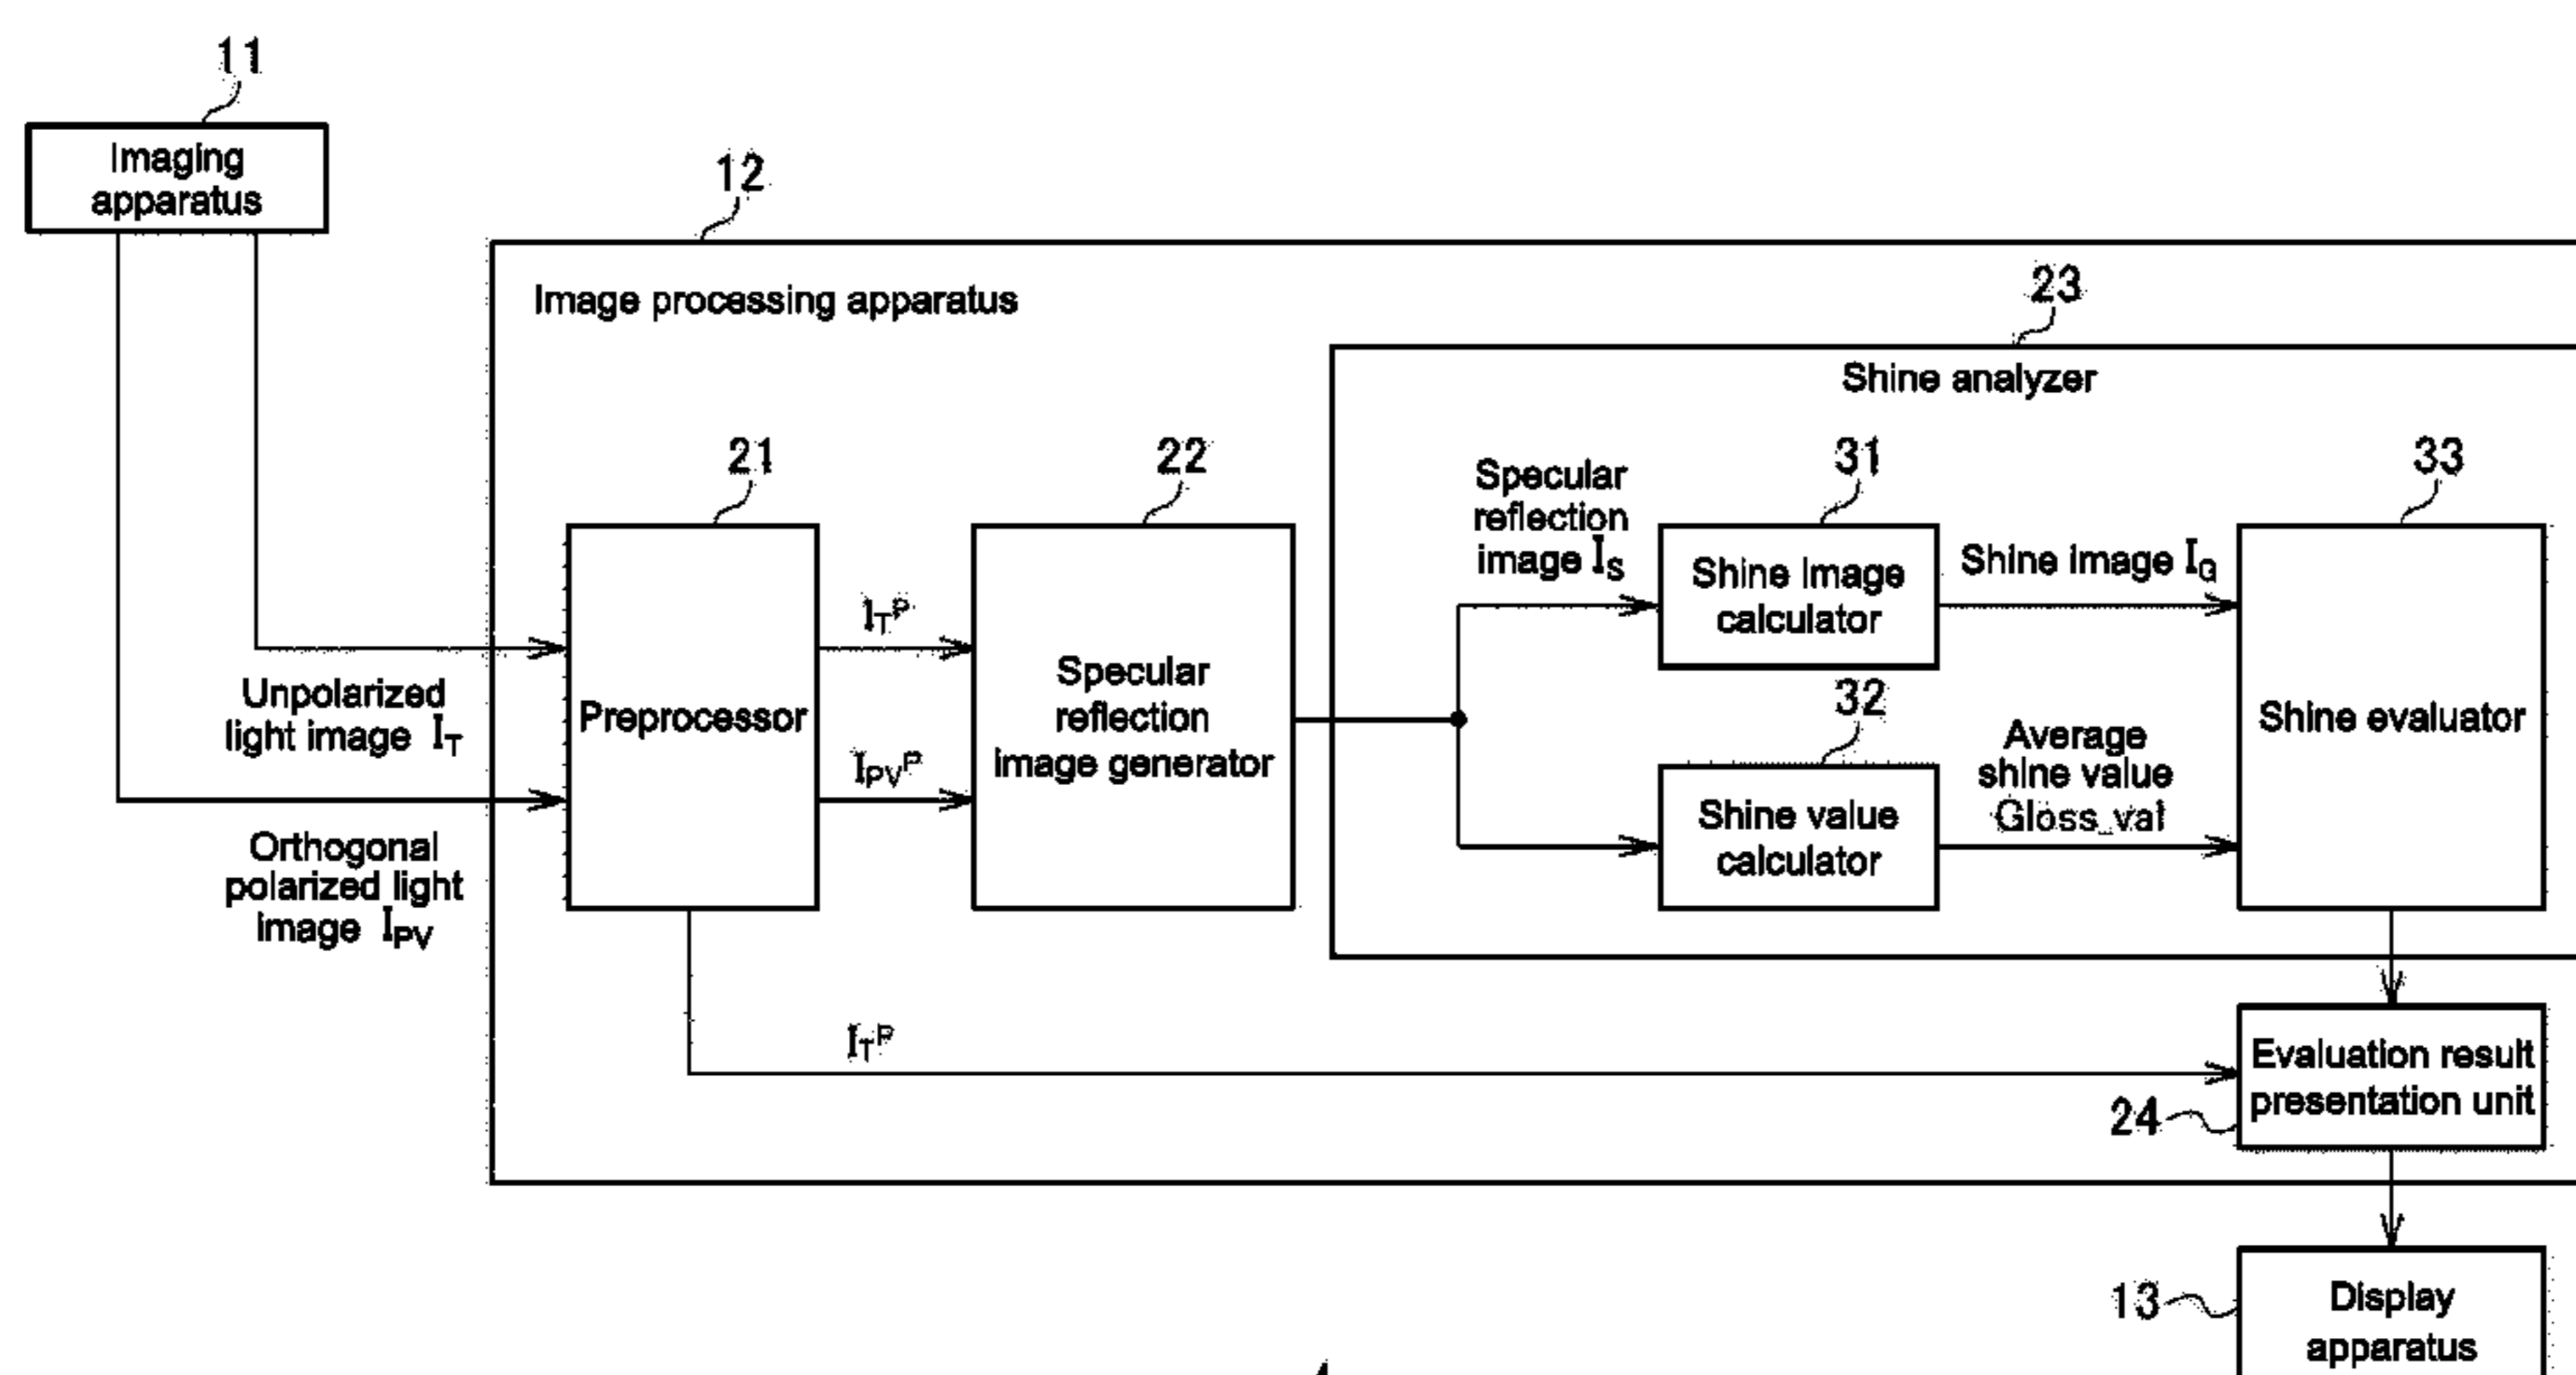 11
Imaging
apparatus
12
Image processing apparatus
23
Shine analyzer
21
22
31
33
Specular
reflection
image IS
Shine image
calculator
Shine image IG
ITP
Specular
reflection
image generator
Preprocessor
Shine evaluator
Unpolarized
light image IT
32
IPVP
Shine value
calculator
Average
shine value
Gloss_val
Orthogonal
polarized light
image IPV
ITP
Evaluation result
presentation unit
24
13
Display
apparatus